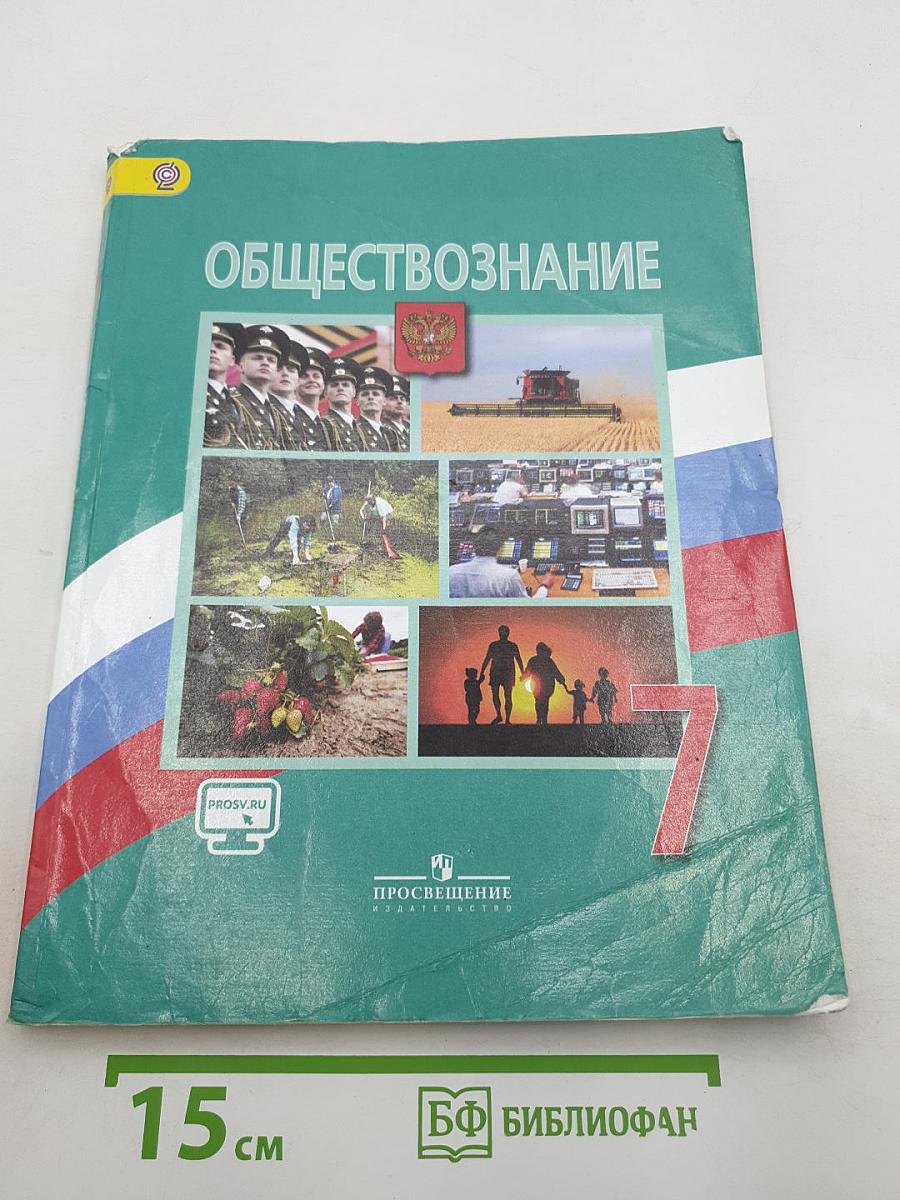 ОБЩЕСТВОЗНАНИЕ
7
PROSV.RU
ПРОСВЕЩЕНИЕ
ИЗДАТЕЛЬСТВО
15 см
БФ БИБЛИОФАН